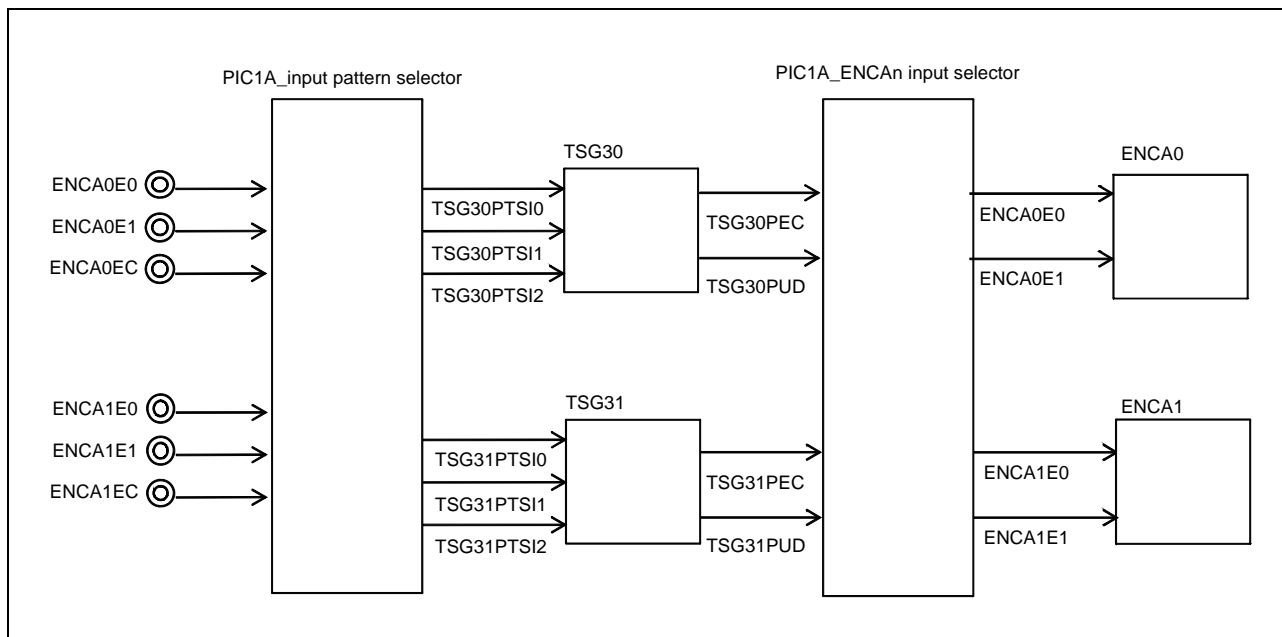 PIC1A_input pattern selector
PIC1A_ENCAn input selector
TSG30
ENCA0
ENCA0E0
ENCA0E1
ENCA0EC
TSG30PTSI0
TSG30PTSI1
TSG30PTSI2
TSG30PEC
TSG30PUD
ENCA0E0
ENCA0E1
TSG31
ENCA1
ENCA1E0
ENCA1E1
ENCA1EC
TSG31PTSI0
TSG31PTSI1
TSG31PTSI2
TSG31PEC
TSG31PUD
ENCA1E0
ENCA1E1